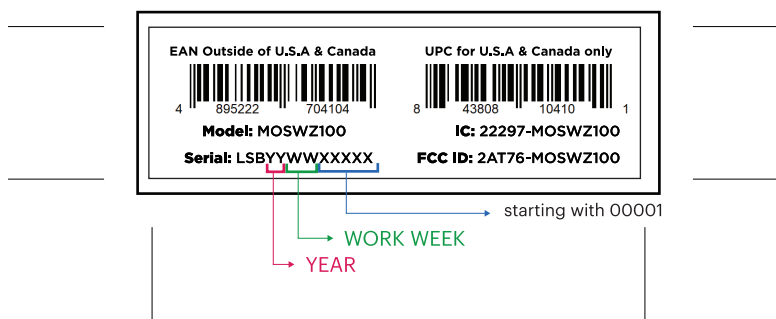 EAN Outside of U.S.A & Canada
UPC for U.S.A & Canada only
4 895222 704104
8 43808 10410 1
Model: MOSWZ100
IC: 22297-MOSWZ100
Serial: LSBYYWWXXXXX
FCC ID: 2AT76-MOSWZ100
starting with 00001
WORK WEEK
YEAR